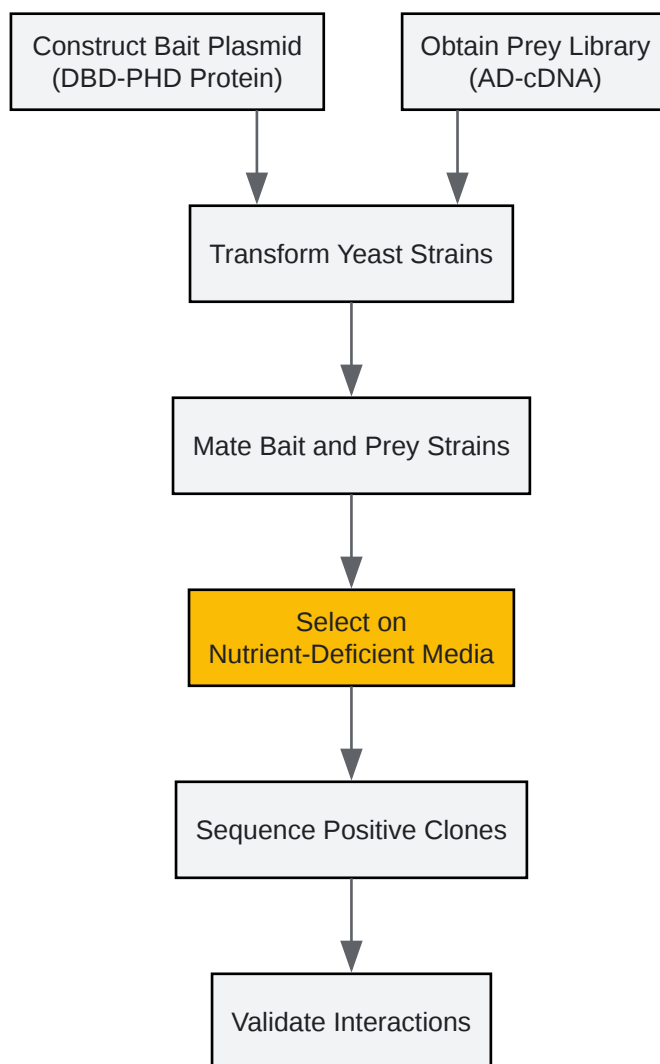 Construct Bait Plasmid
(DBD-PHD Protein)
Obtain Prey Library
(AD-cDNA)
Transform Yeast Strains
Mate Bait and Prey Strains
Select on
Nutrient-Deficient Media
Sequence Positive Clones
Validate Interactions